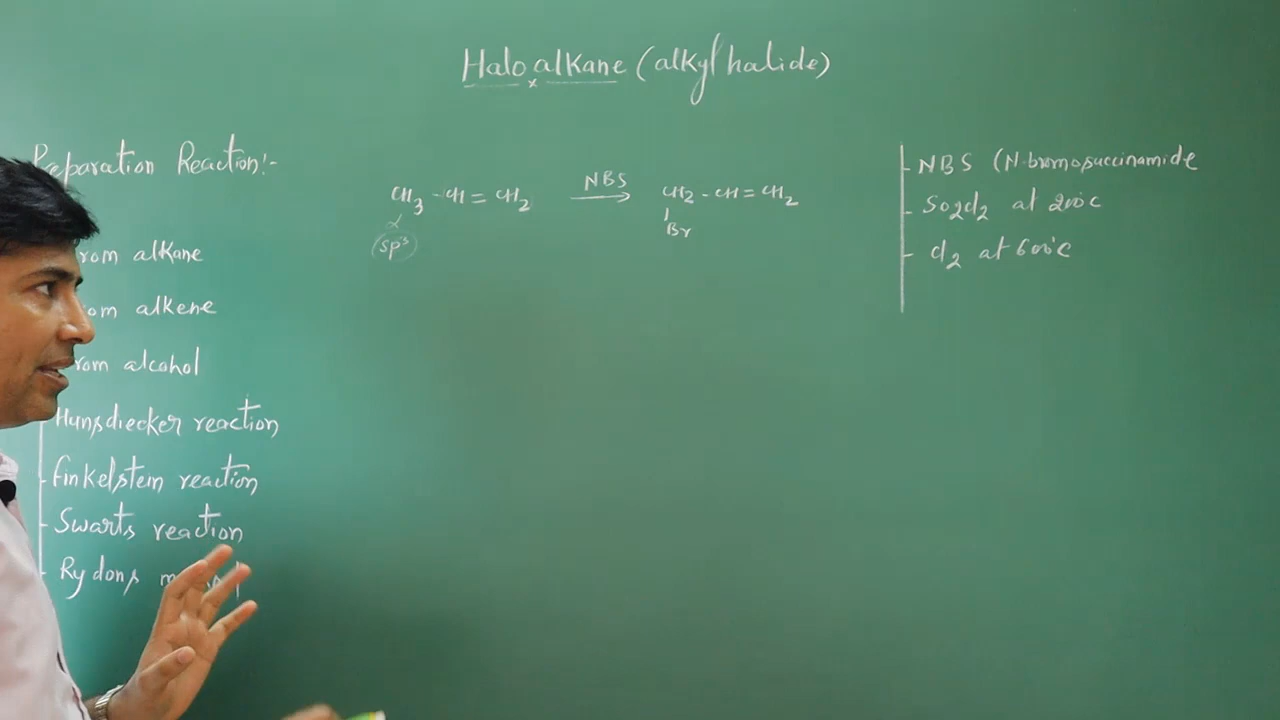 Haloalkane (alkyl halide)
Preparation Reaction:-
rom alkane
om alkene
rom alcohol
Hunsdiecker reaction
Finkelstein reaction
Swarts reaction
Rydons
CH3 - CH = CH2 NBS CH2 - CH = CH2
α Br
(sp3)
NBS (N-bromosuccinamide
SO2Cl2 at 200°C
Cl2 at 600°C